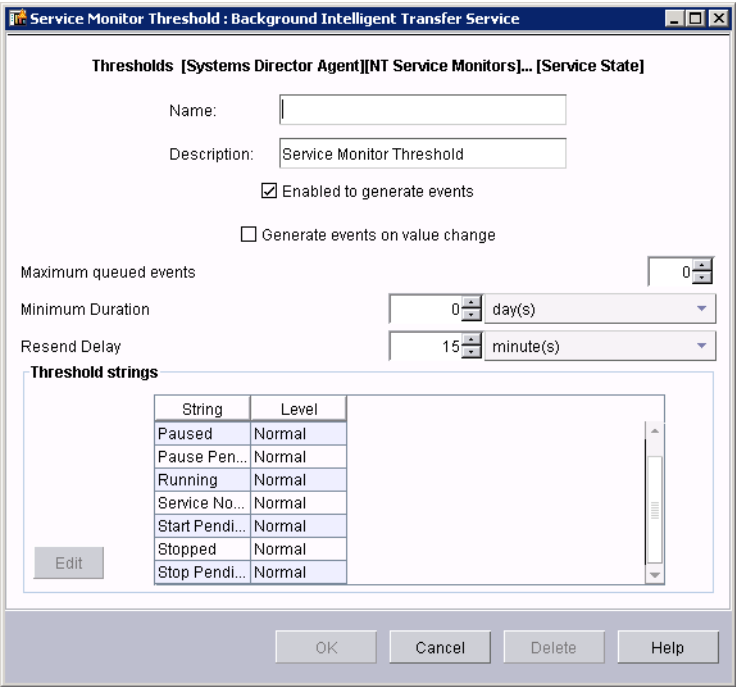 Service Monitor Threshold : Background Intelligent Transfer Service
Thresholds [Systems Director Agent][NT Service Monitors]... [Service State]
Name:
Description: Service Monitor Threshold
Enabled to generate events
Generate events on value change
Maximum queued events 0
Minimum Duration 0 day(s)
Resend Delay 15 minute(s)
Threshold strings
String Level
Paused Normal
Pause Pen... Normal
Running Normal
Service No... Normal
Start Pendi... Normal
Stopped Normal
Stop Pendi... Normal
Edit
OK Cancel Delete Help